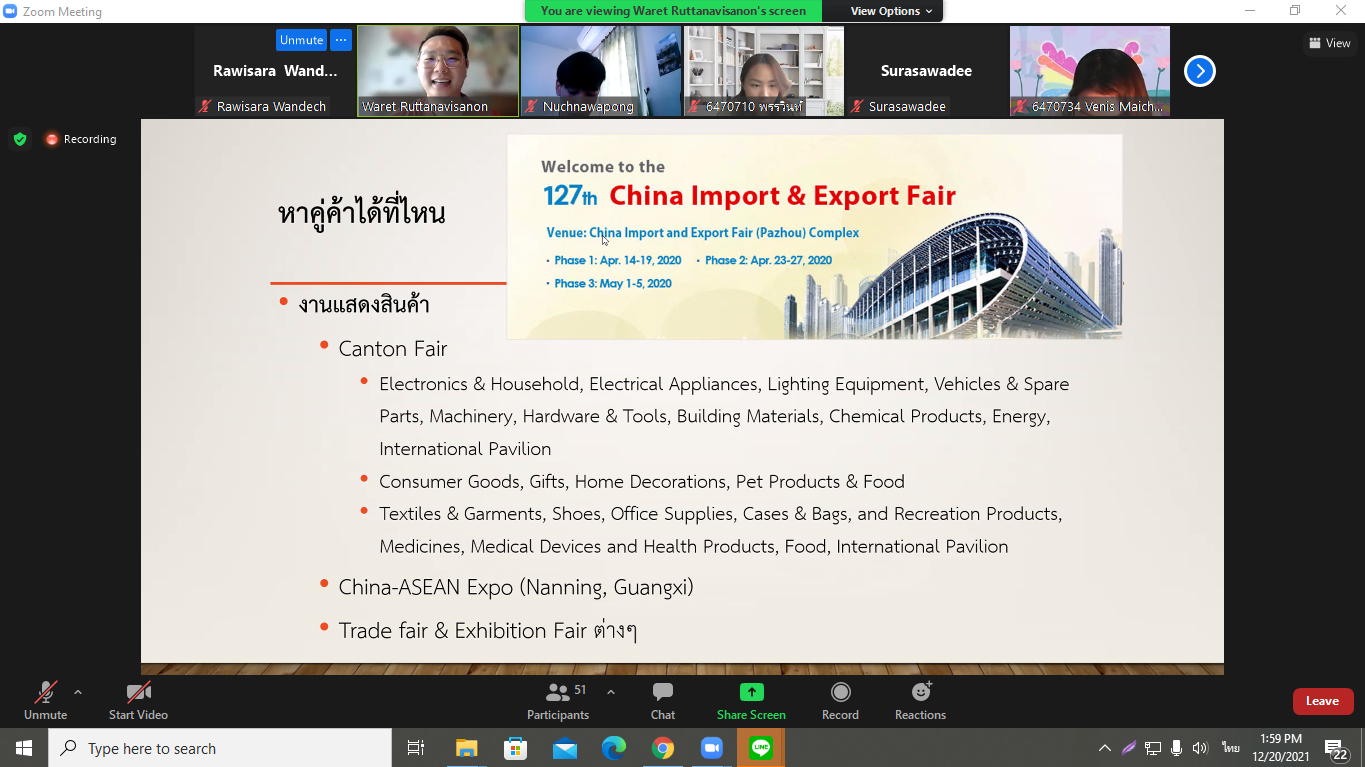 Zoom Meeting
You are viewing Waret Ruttanavisanon's screen
View Options
Unmute
...
Rawisara Wand...
Rawisara Wandech
Waret Ruttanavisanon
Nuchnawapong
6470710 พรรวินท์
Surasawadee
Surasawadee
6470734 Venis Maich...
View
Recording
Welcome to the
127th China Import & Export Fair
Venue: China Import and Export Fair (Pazhou) Complex
• Phase 1: Apr. 14-19, 2020 • Phase 2: Apr. 23-27, 2020
• Phase 3: May 1-5, 2020
หาคู่ค้าได้ที่ไหน
• งานแสดงสินค้า
• Canton Fair
• Electronics & Household, Electrical Appliances, Lighting Equipment, Vehicles & Spare
Parts, Machinery, Hardware & Tools, Building Materials, Chemical Products, Energy,
International Pavilion
• Consumer Goods, Gifts, Home Decorations, Pet Products & Food
• Textiles & Garments, Shoes, Office Supplies, Cases & Bags, and Recreation Products,
Medicines, Medical Devices and Health Products, Food, International Pavilion
• China-ASEAN Expo (Nanning, Guangxi)
• Trade fair & Exhibition Fair ต่างๆ
Unmute
Start Video
51
Participants
Chat
Share Screen
Record
Reactions
Leave
Type here to search
LINE
ไทย
1:59 PM
12/20/2021
22